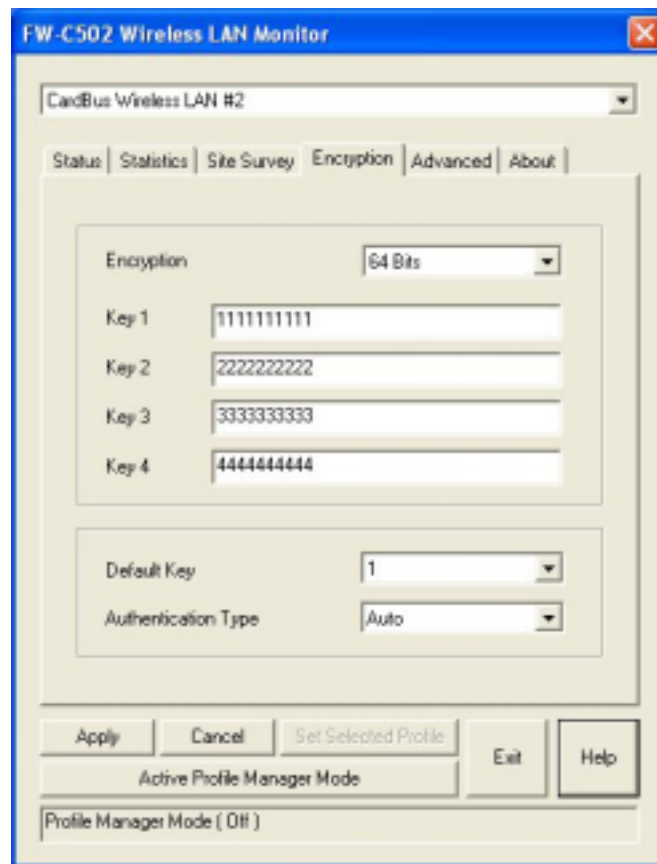 FW-C502 Wireless LAN Monitor
CardBus Wireless LAN #2
Status Statistics Site Survey Encryption Advanced About
Encryption 64 Bits
Key 1 1111111111
Key 2 2222222222
Key 3 3333333333
Key 4 4444444444
Default Key 1
Authentication Type Auto
Apply Cancel Set Selected Profile Exit Help
Active Profile Manager Mode
Profile Manager Mode ( Off )